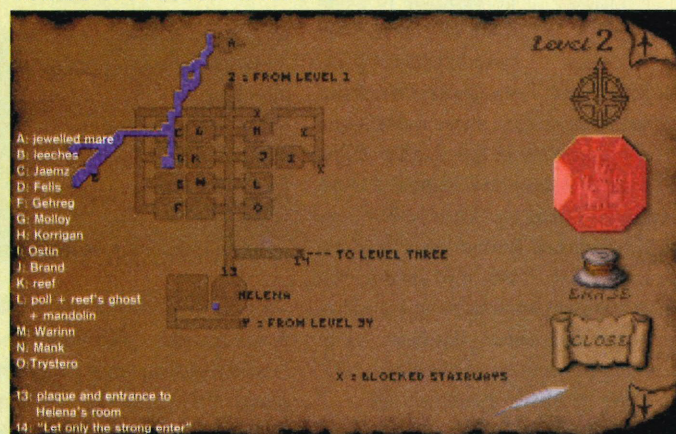 Level 2
A
2 : FROM LEVEL 1
A: jewelled mare
B: leeches
C: Jaemz
D: Felis
F: Gehreg
G: Molloy
H: Korrigan
I: Ostin
J: Brand
K: reef
L: poll + reef's ghost
+ mandolin
M: Warinn
N: Mank
O: Trystero
13: plaque and entrance to
Helena's room
14: "Let only the strong enter"
14 --- TO LEVEL THREE
13
HELENA
Y : FROM LEVEL 3Y
X : BLOCKED STAIRWAYS
ERASE
CLOSE